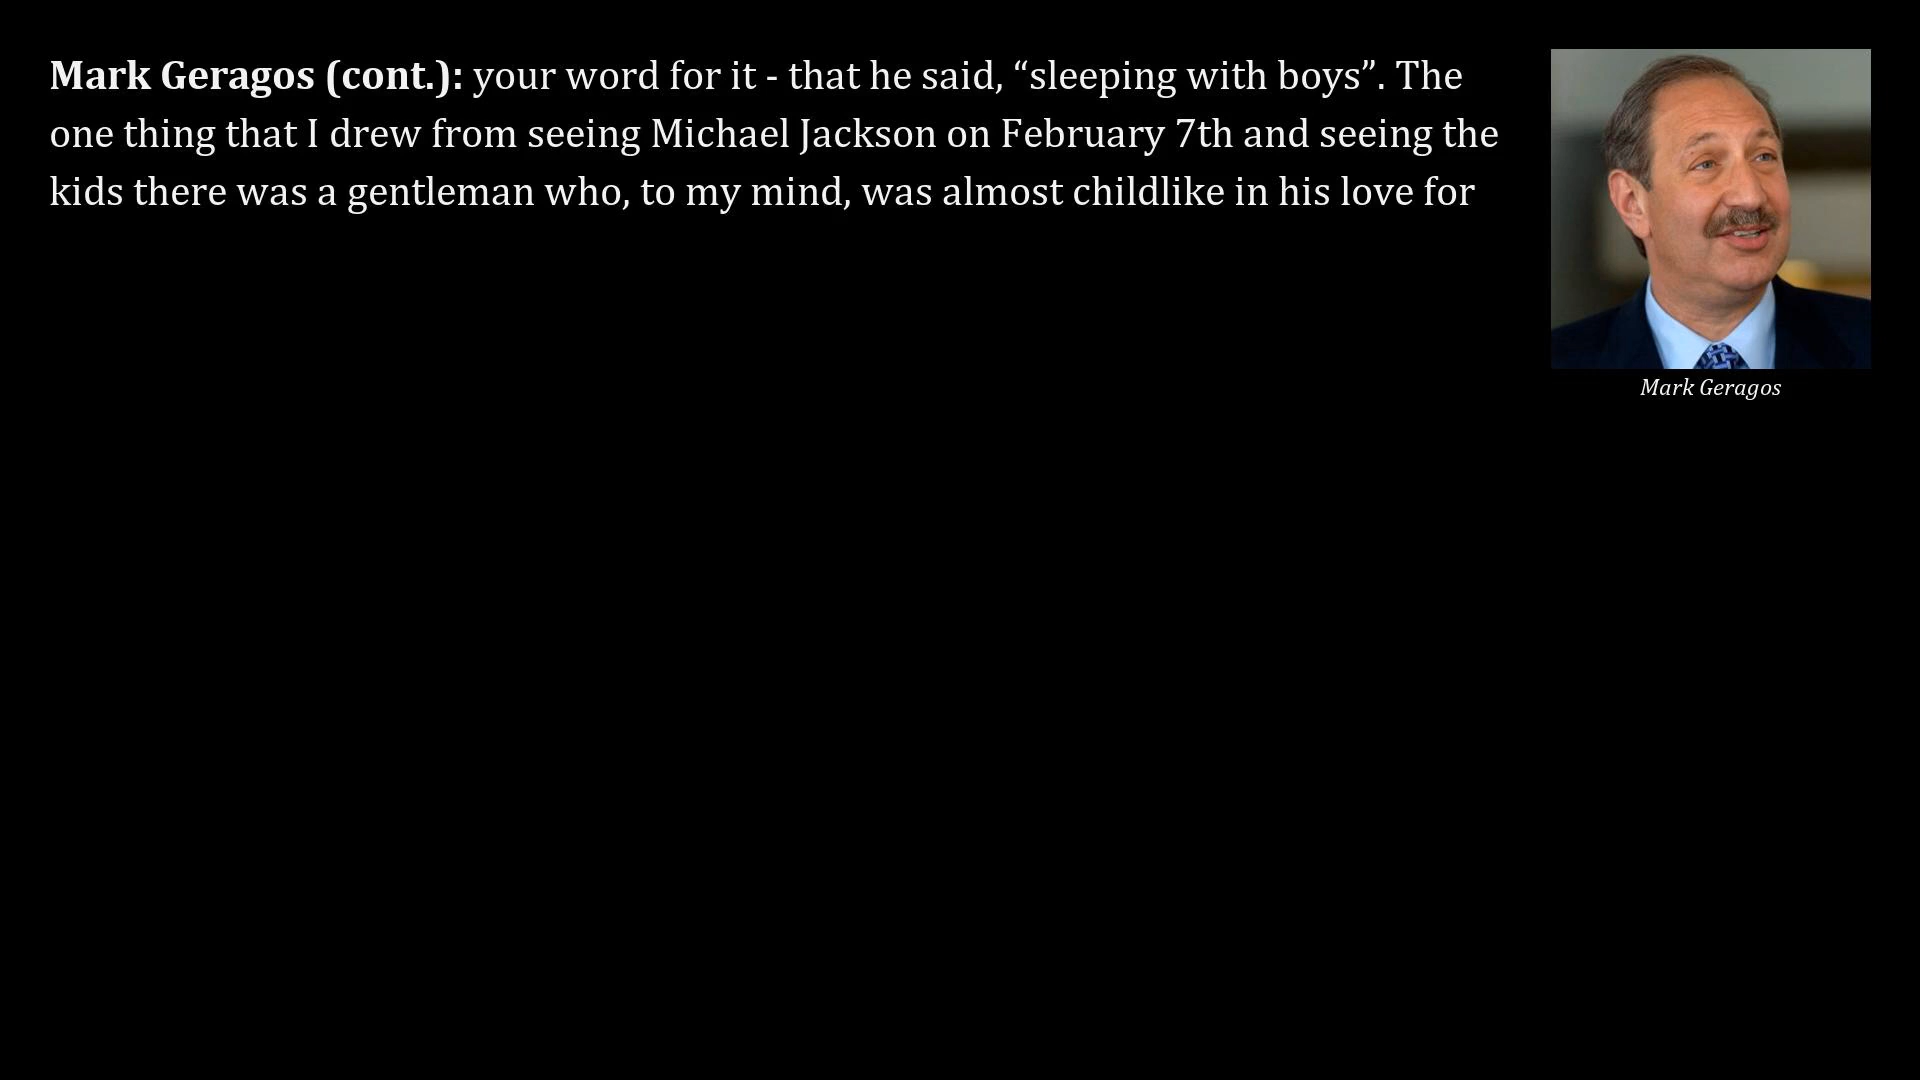 Mark Geragos (cont.): your word for it - that he said, “sleeping with boys”. The
one thing that I drew from seeing Michael Jackson on February 7th and seeing the
kids there was a gentleman who, to my mind, was almost childlike in his love for
Mark Geragos